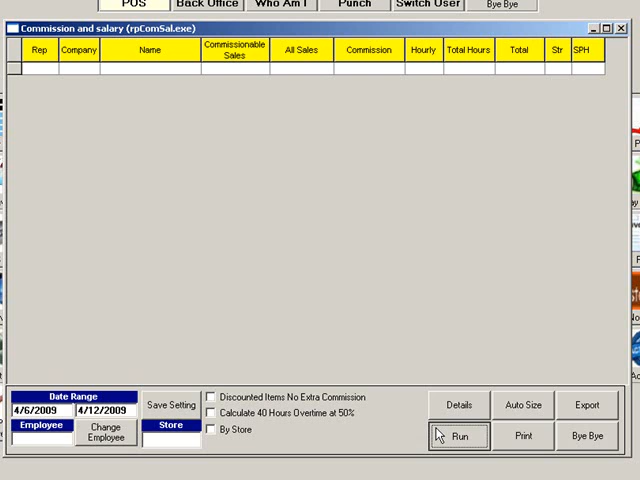 POS Back Office Who Am I Punch Switch User Bye Bye
Commission and salary (rpComSal.exe)
Rep Company Name Commissionable Sales All Sales Commission Hourly Total Hours Total Str SPH
Date Range
4/6/2009 4/12/2009
Employee
Change Employee
Save Setting
Store
Discounted Items No Extra Commission
Calculate 40 Hours Overtime at 50%
By Store
Details Auto Size Export
Run Print Bye Bye